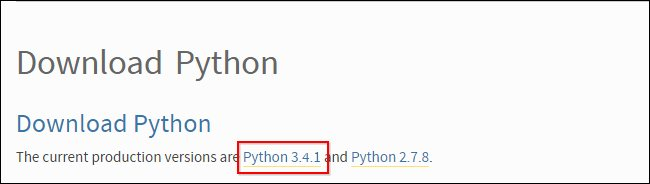 Download Python
Download Python
The current production versions are Python 3.4.1 and Python 2.7.8.